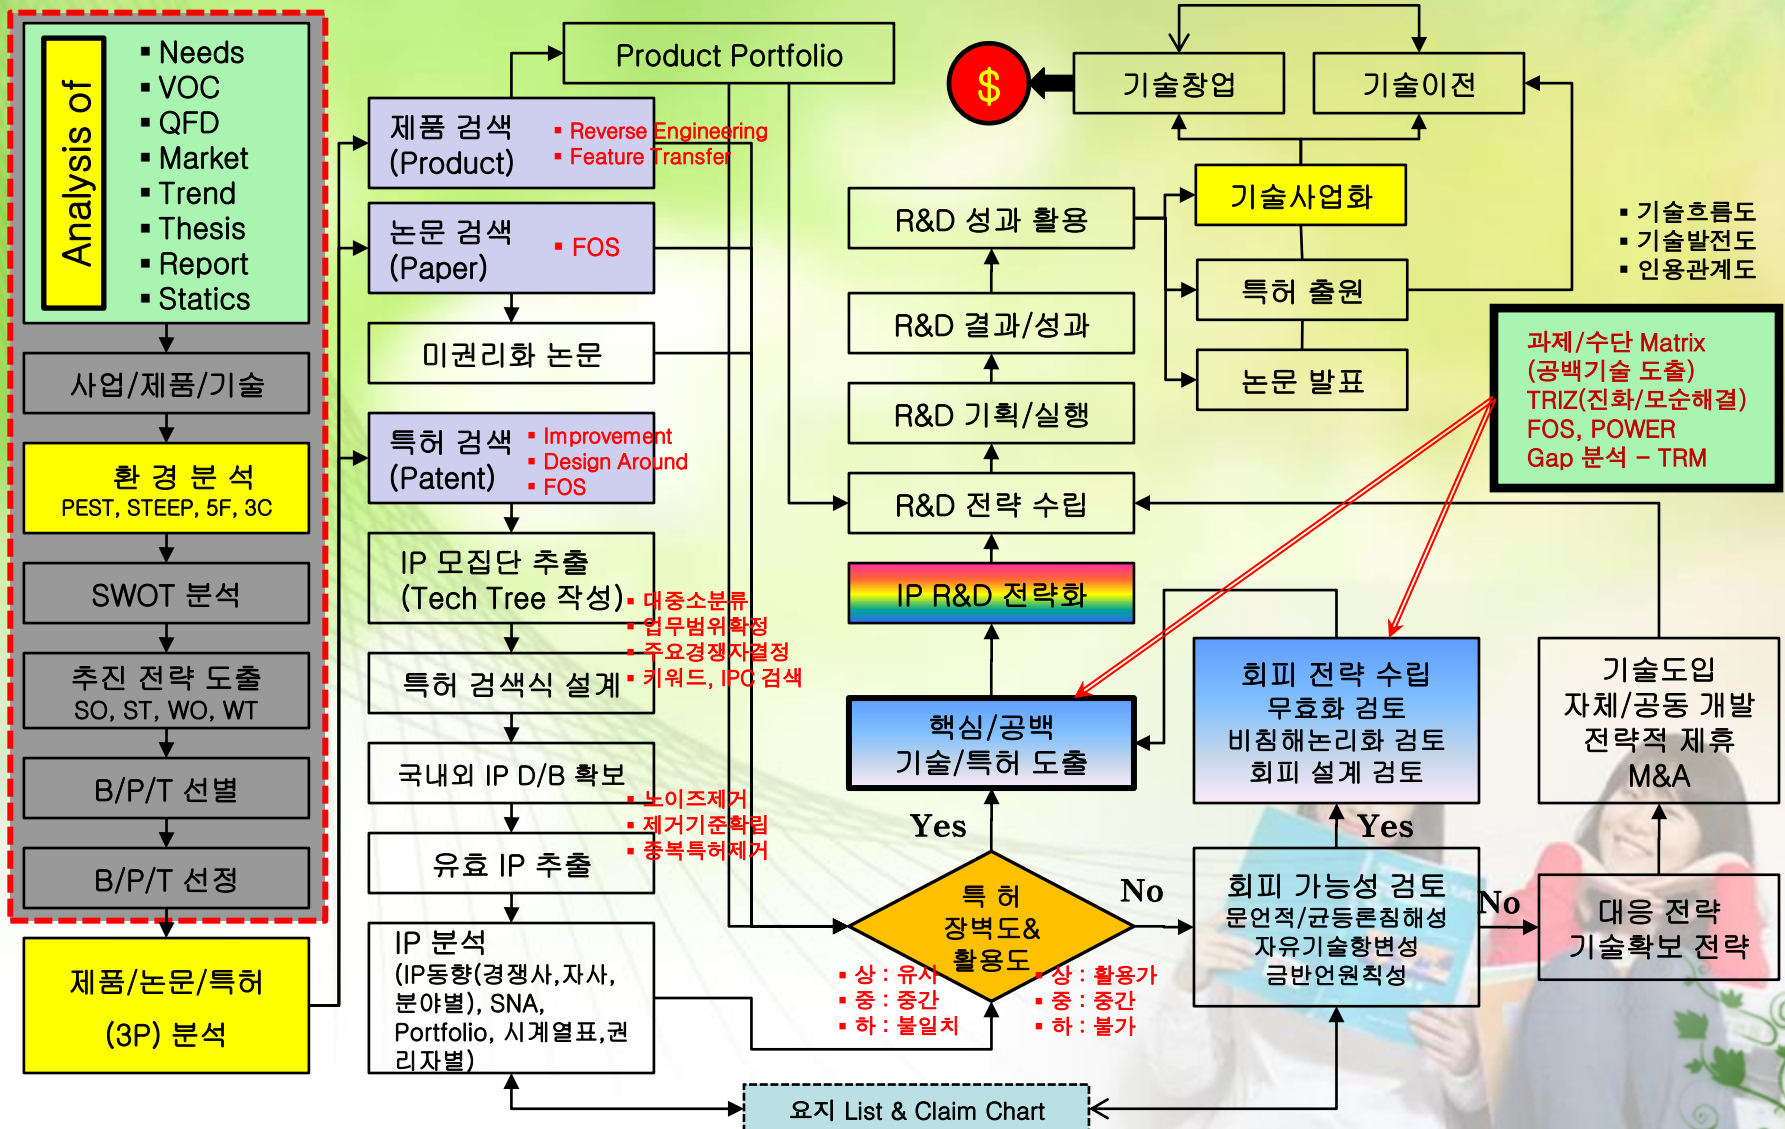 Analysis of
▪ Needs
▪ VOC
▪ QFD
▪ Market
▪ Trend
▪ Thesis
▪ Report
▪ Statics
사업/제품/기술
환 경 분 석
PEST, STEEP, 5F, 3C
SWOT 분석
추진 전략 도출
SO, ST, WO, WT
B/P/T 선별
B/P/T 선정
제품/논문/특허
(3P) 분석
Product Portfolio
제품 검색
(Product)
▪ Reverse Engineering
▪ Feature Transfer
논문 검색
(Paper)
▪ FOS
미권리화 논문
특허 검색
(Patent)
▪ Improvement
▪ Design Around
▪ FOS
IP 모집단 추출
(Tech Tree 작성)
▪ 대중소분류
▪ 업무범위확정
▪ 주요경쟁자결정
▪ 키워드, IPC 검색
특허 검색식 설계
국내외 IP D/B 확보
▪ 노이즈제거
▪ 제거기준확립
▪ 중복특허제거
유효 IP 추출
IP 분석
(IP동향(경쟁사,자사,
분야별), SNA,
Portfolio, 시계열표,권
리자별)
요지 List & Claim Chart
$
기술창업
기술이전
기술사업화
특허 출원
논문 발표
R&D 성과 활용
R&D 결과/성과
R&D 기획/실행
R&D 전략 수립
IP R&D 전략화
핵심/공백
기술/특허 도출
Yes
특 허
장벽도&
활용도
▪ 상 : 유사
▪ 중 : 중간
▪ 하 : 불일치
▪ 상 : 활용가
▪ 중 : 중간
▪ 하 : 불가
No
회피 전략 수립
무효화 검토
비침해논리화 검토
회피 설계 검토
Yes
회피 가능성 검토
문언적/균등론침해성
자유기술항변성
금반언원칙성
No
기술도입
자체/공동 개발
전략적 제휴
M&A
대응 전략
기술확보 전략
▪ 기술흐름도
▪ 기술발전도
▪ 인용관계도
과제/수단 Matrix
(공백기술 도출)
TRIZ(진화/모순해결)
FOS, POWER
Gap 분석 – TRM